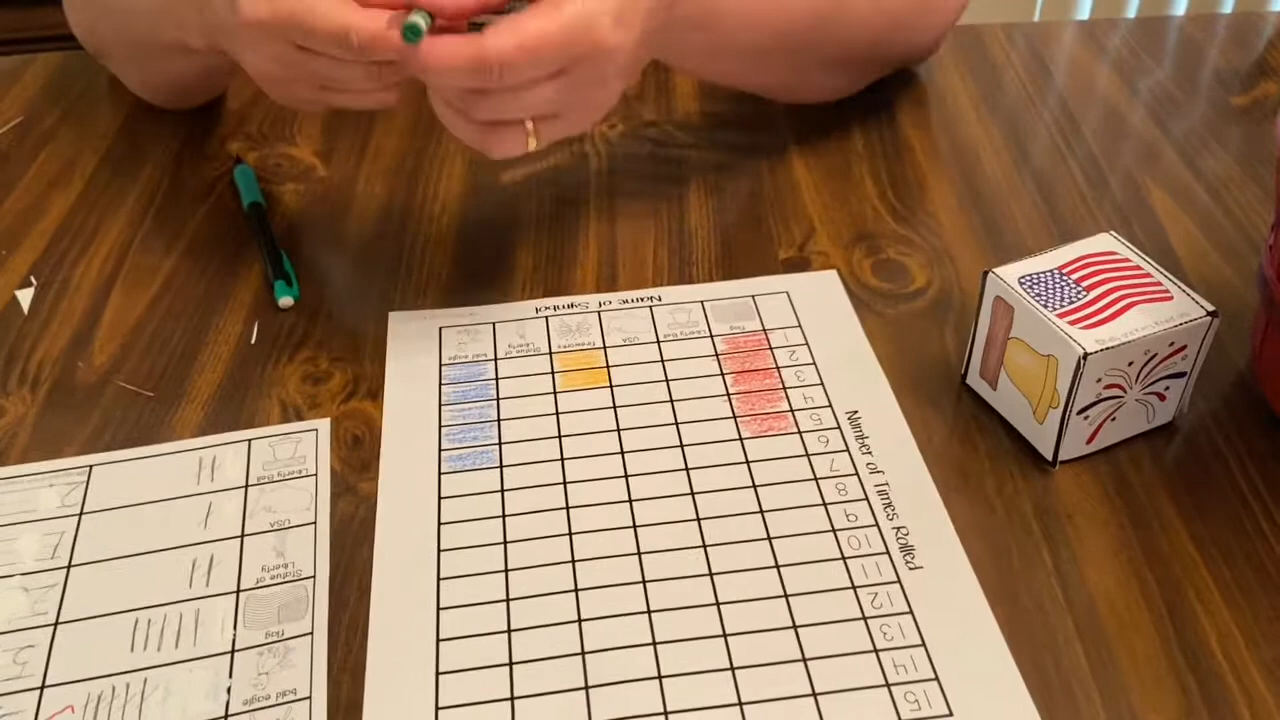 Name of Symbol
flag
Liberty Bell
USA
fireworks
Statue of
Liberty
bald eagle
Number of Times Rolled
1
2
3
4
5
6
7
8
9
10
11
12
13
14
15
Liberty Bell
2
USA
Statue of
Liberty
flag
bald eagle